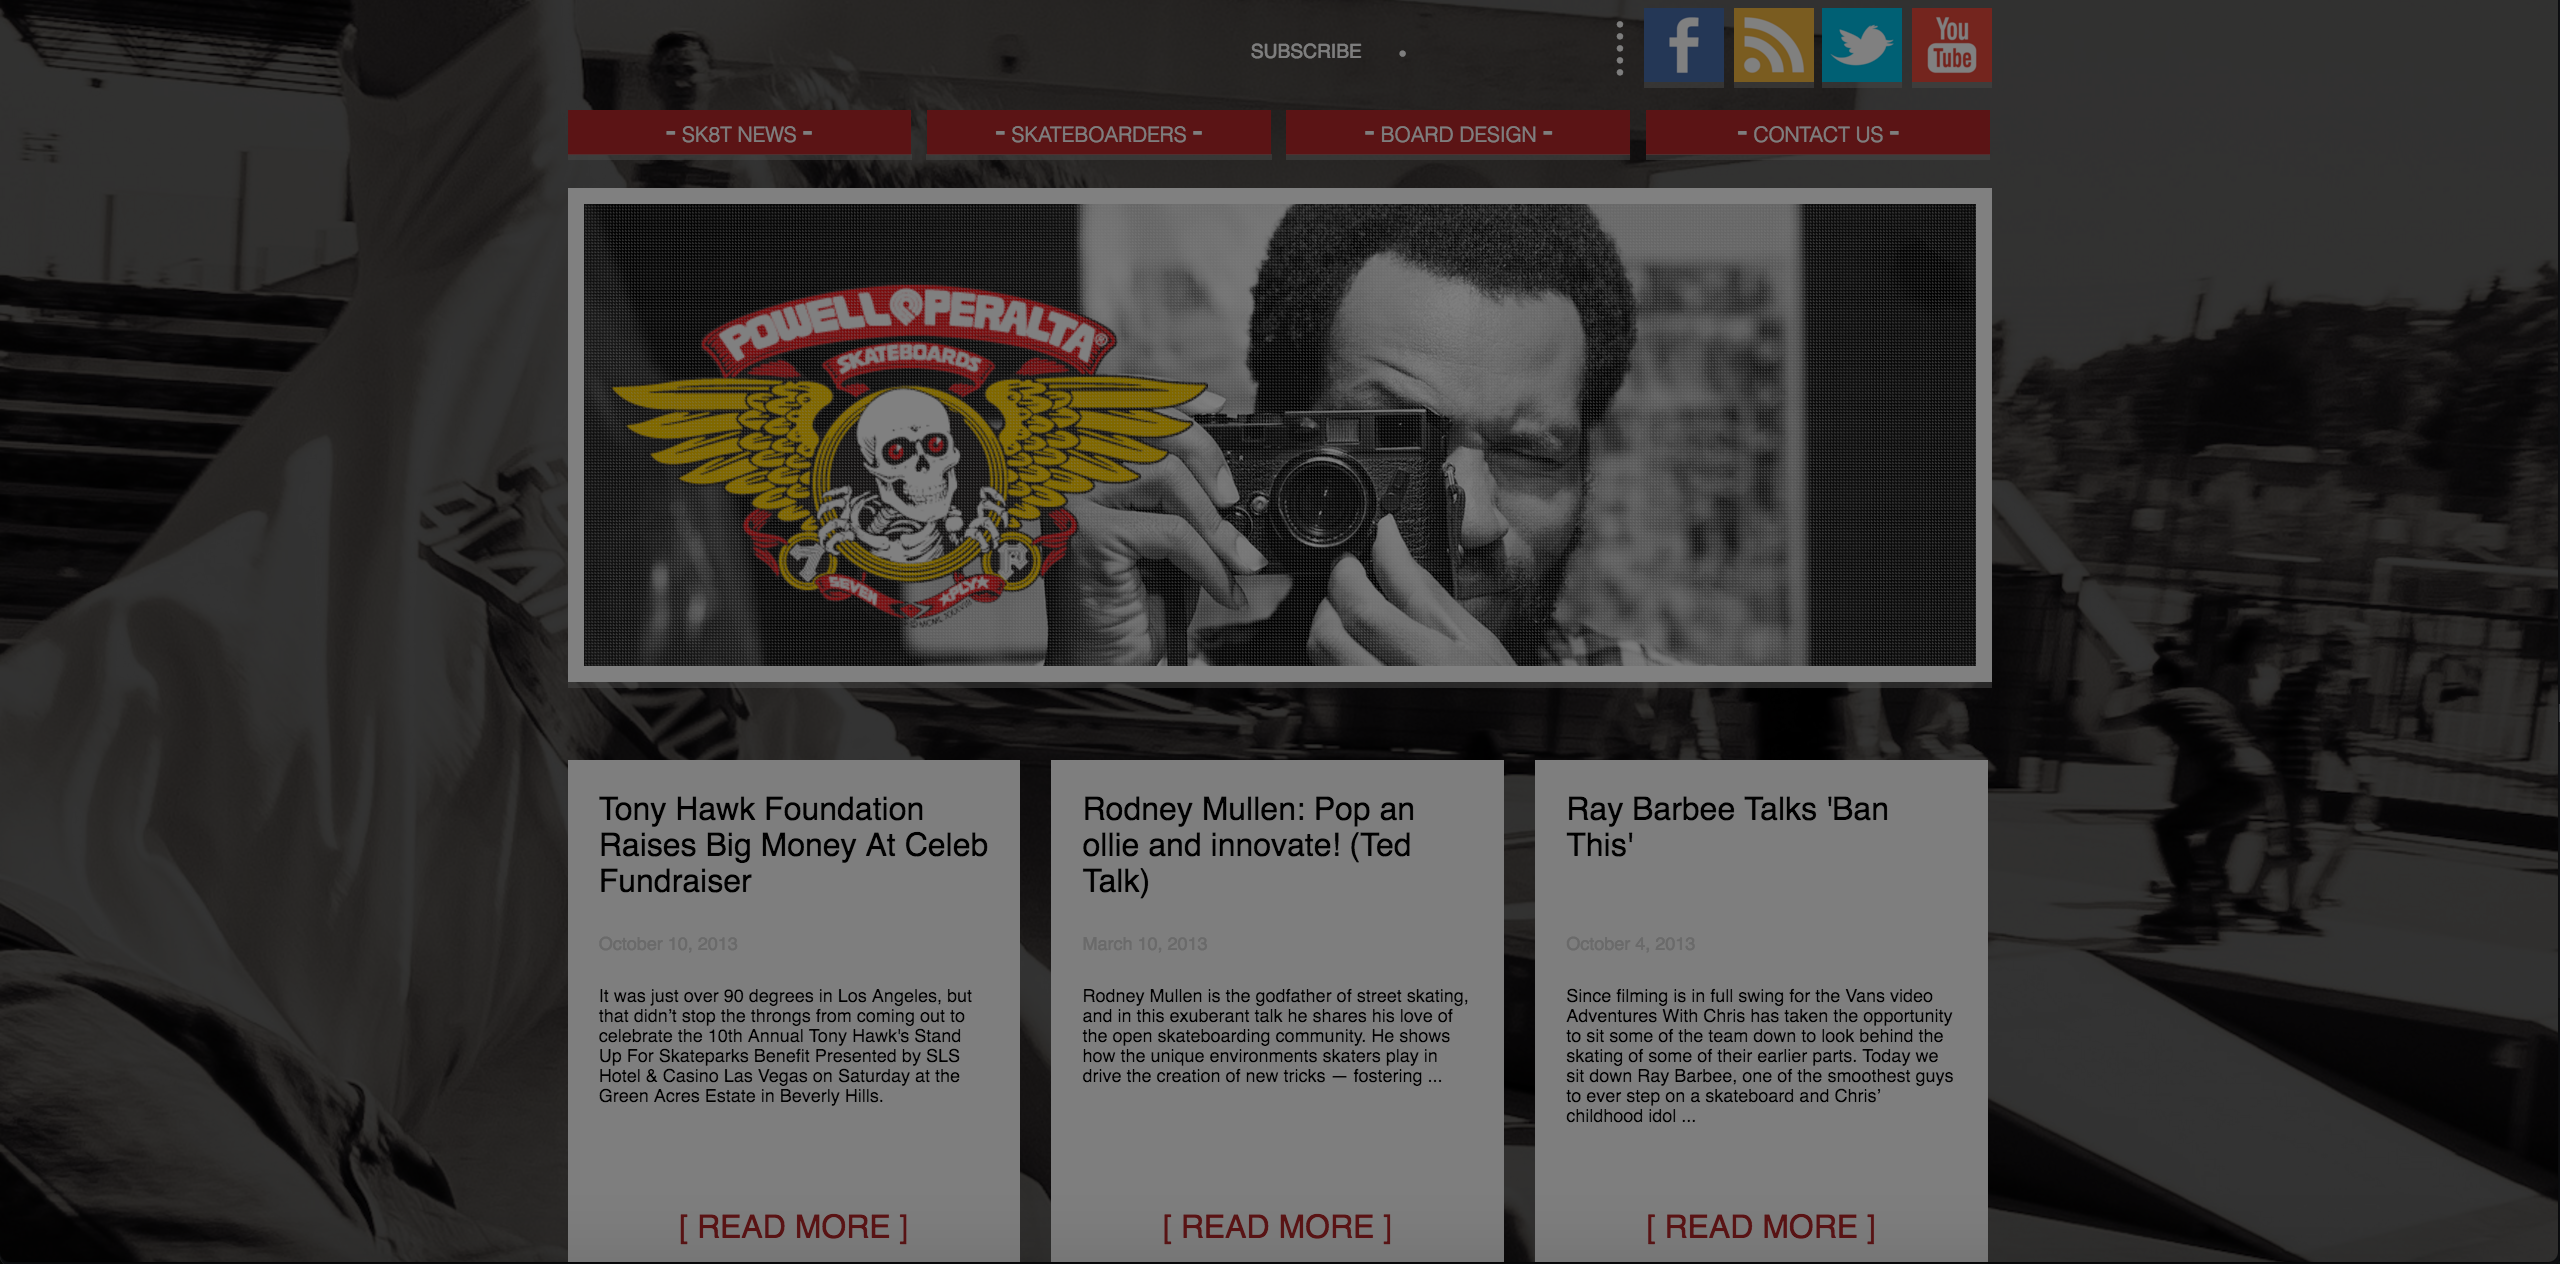 SUBSCRIBE •
You
Tube
- SK8T NEWS -
- SKATEBOARDERS -
- BOARD DESIGN -
- CONTACT US -
POWELL PERALTA®
SKATEBOARDS
SEVEN
XPLYX
Tony Hawk Foundation
Raises Big Money At Celeb
Fundraiser
October 10, 2013
It was just over 90 degrees in Los Angeles, but
that didn’t stop the throngs from coming out to
celebrate the 10th Annual Tony Hawk's Stand
Up For Skateparks Benefit Presented by SLS
Hotel & Casino Las Vegas on Saturday at the
Green Acres Estate in Beverly Hills.
[ READ MORE ]
Rodney Mullen: Pop an
ollie and innovate! (Ted
Talk)
March 10, 2013
Rodney Mullen is the godfather of street skating,
and in this exuberant talk he shares his love of
the open skateboarding community. He shows
how the unique environments skaters play in
drive the creation of new tricks — fostering ...
[ READ MORE ]
Ray Barbee Talks 'Ban
This'
October 4, 2013
Since filming is in full swing for the Vans video
Adventures With Chris has taken the opportunity
to sit some of the team down to look behind the
skating of some of their earlier parts. Today we
sit down Ray Barbee, one of the smoothest guys
to ever step on a skateboard and Chris’
childhood idol ...
[ READ MORE ]